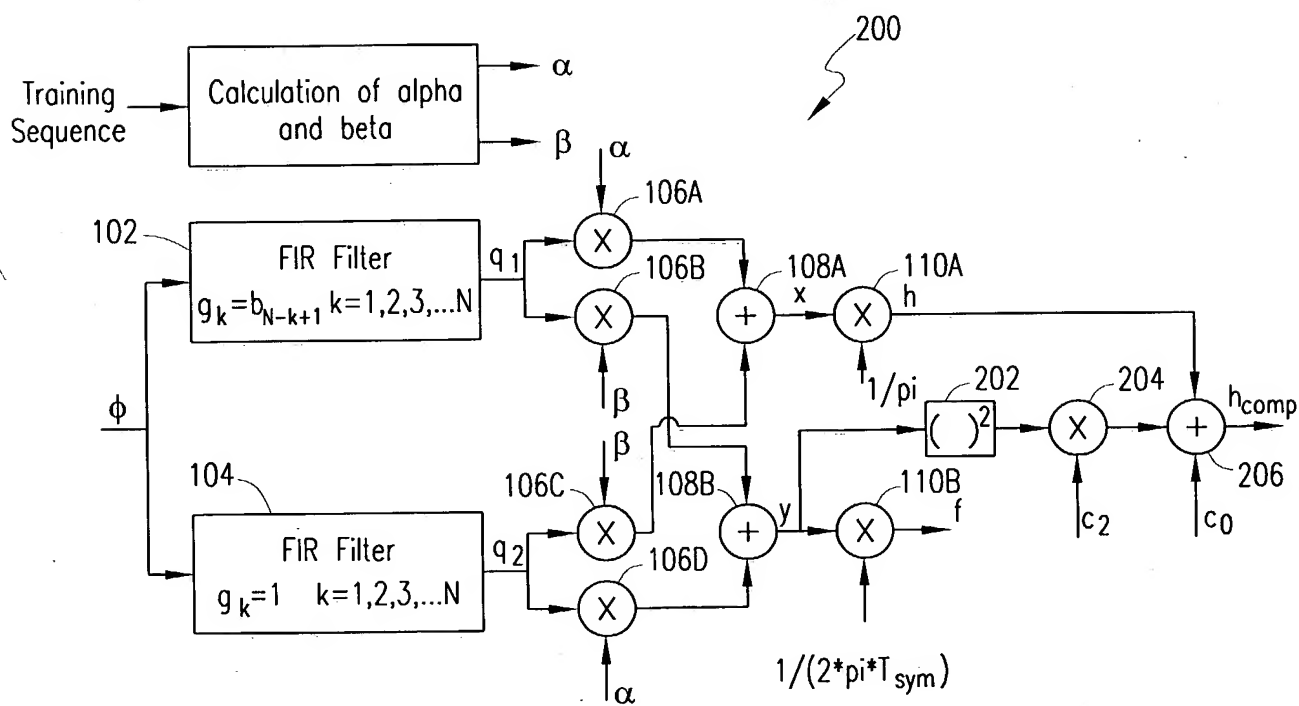 200
Training
Sequence
Calculation of alpha
and beta
α
β
α
106A
102
FIR Filter
g_k=b_{N-k+1} k=1,2,3,...N
q_1
X
106B
X
β
108A
+
x
110A
X
h
1/pi
ϕ
202
( )^2
204
X
h_comp
+
206
c_2
c_0
104
FIR Filter
g_k=1 k=1,2,3,...N
q_2
β
106C
X
106D
X
α
108B
+
y
110B
X
f
1/(2*pi*T_sym)